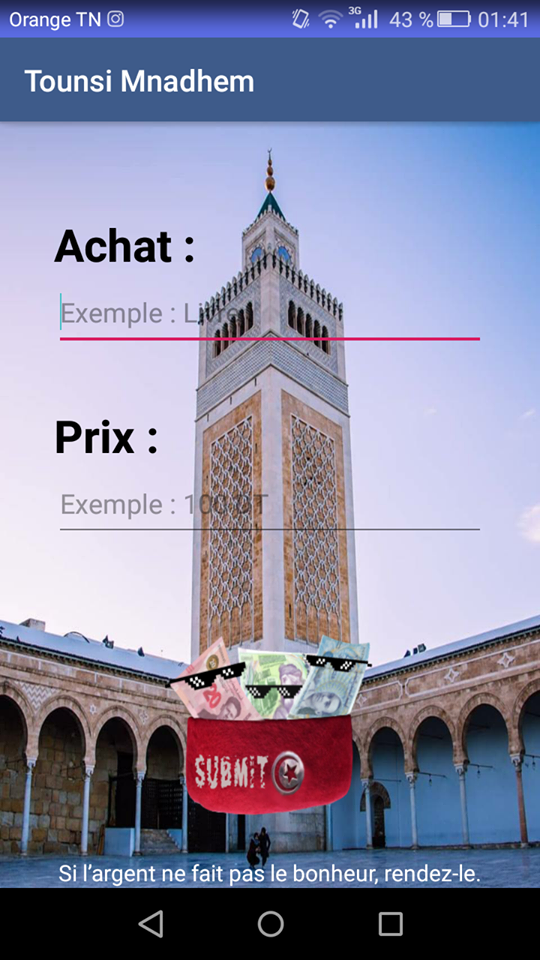 Orange TN
3G
43 %
01:41
Tounsi Mnadhem
Achat :
Exemple : Livre
Prix :
Exemple : 100 DT
SUBMIT
Si l’argent ne fait pas le bonheur, rendez-le.